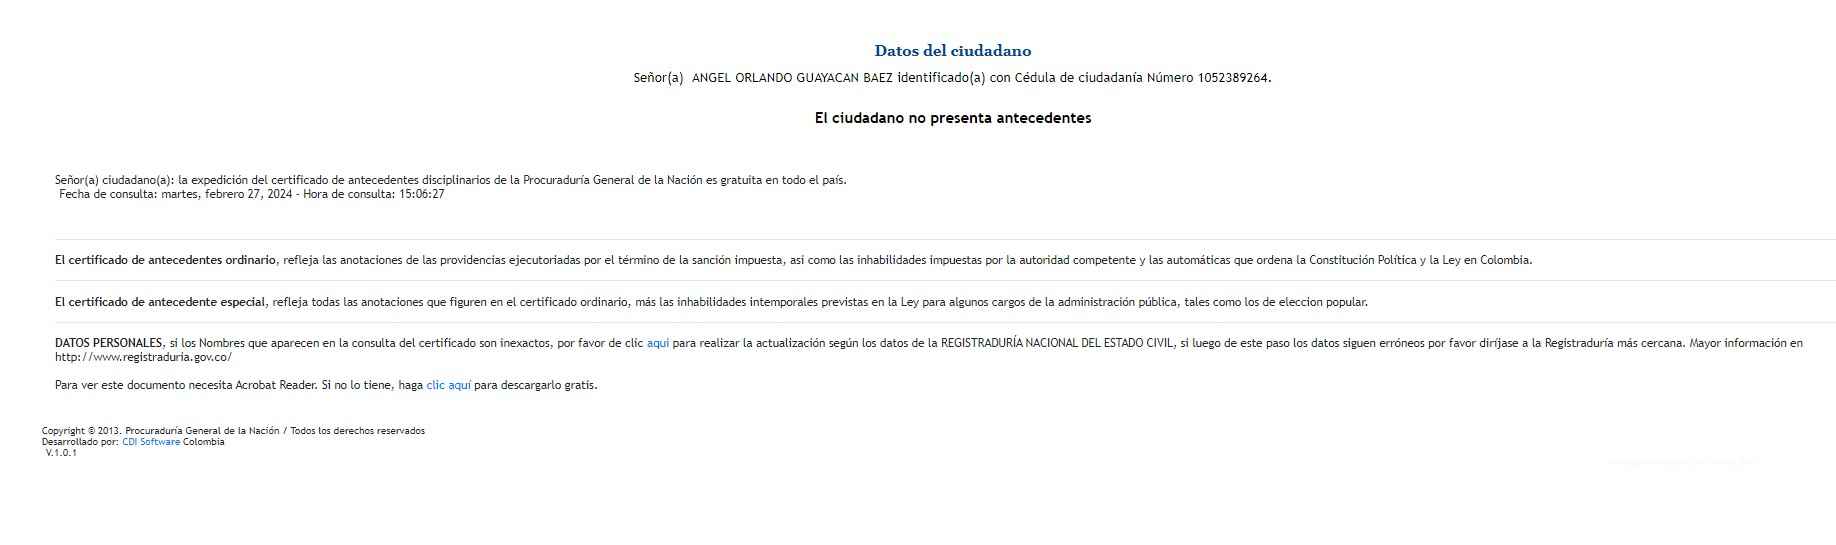 Datos del ciudadano
Señor(a) ANGEL ORLANDO GUAYACAN BAEZ identificado(a) con Cédula de ciudadanía Número 1052389264.
El ciudadano no presenta antecedentes
Señor(a) ciudadano(a): la expedición del certificado de antecedentes disciplinarios de la Procuraduría General de la Nación es gratuita en todo el país.
Fecha de consulta: martes, febrero 27, 2024 - Hora de consulta: 15:06:27
El certificado de antecedentes ordinario, refleja las anotaciones de las providencias ejecutoriadas por el término de la sanción impuesta, asi como las inhabilidades impuestas por la autoridad competente y las automáticas que ordena la Constitución Política y la Ley en Colombia.
El certificado de antecedente especial, refleja todas las anotaciones que figuren en el certificado ordinario, más las inhabilidades intemporales previstas en la Ley para algunos cargos de la administración pública, tales como los de eleccion popular.
DATOS PERSONALES, si los Nombres que aparecen en la consulta del certificado son inexactos, por favor de clic aqui para realizar la actualización según los datos de la REGISTRADURÍA NACIONAL DEL ESTADO CIVIL, si luego de este paso los datos siguen erróneos por favor diríjase a la Registraduría más cercana. Mayor información en
http://www.registraduria.gov.co/
Para ver este documento necesita Acrobat Reader. Si no lo tiene, haga clic aquí para descargarlo gratis.
Copyright © 2013. Procuraduría General de la Nación / Todos los derechos reservados
Desarrollado por: CDI Software Colombia
V.1.0.1